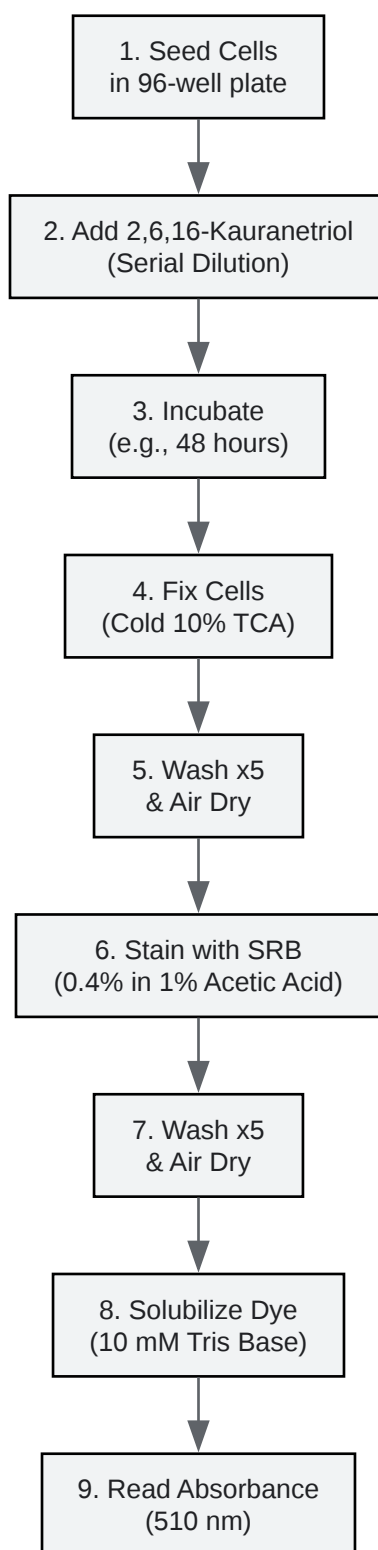 1. Seed Cells
in 96-well plate
2. Add 2,6,16-Kauranetriol
(Serial Dilution)
3. Incubate
(e.g., 48 hours)
4. Fix Cells
(Cold 10% TCA)
5. Wash x5
& Air Dry
6. Stain with SRB
(0.4% in 1% Acetic Acid)
7. Wash x5
& Air Dry
8. Solubilize Dye
(10 mM Tris Base)
9. Read Absorbance
(510 nm)